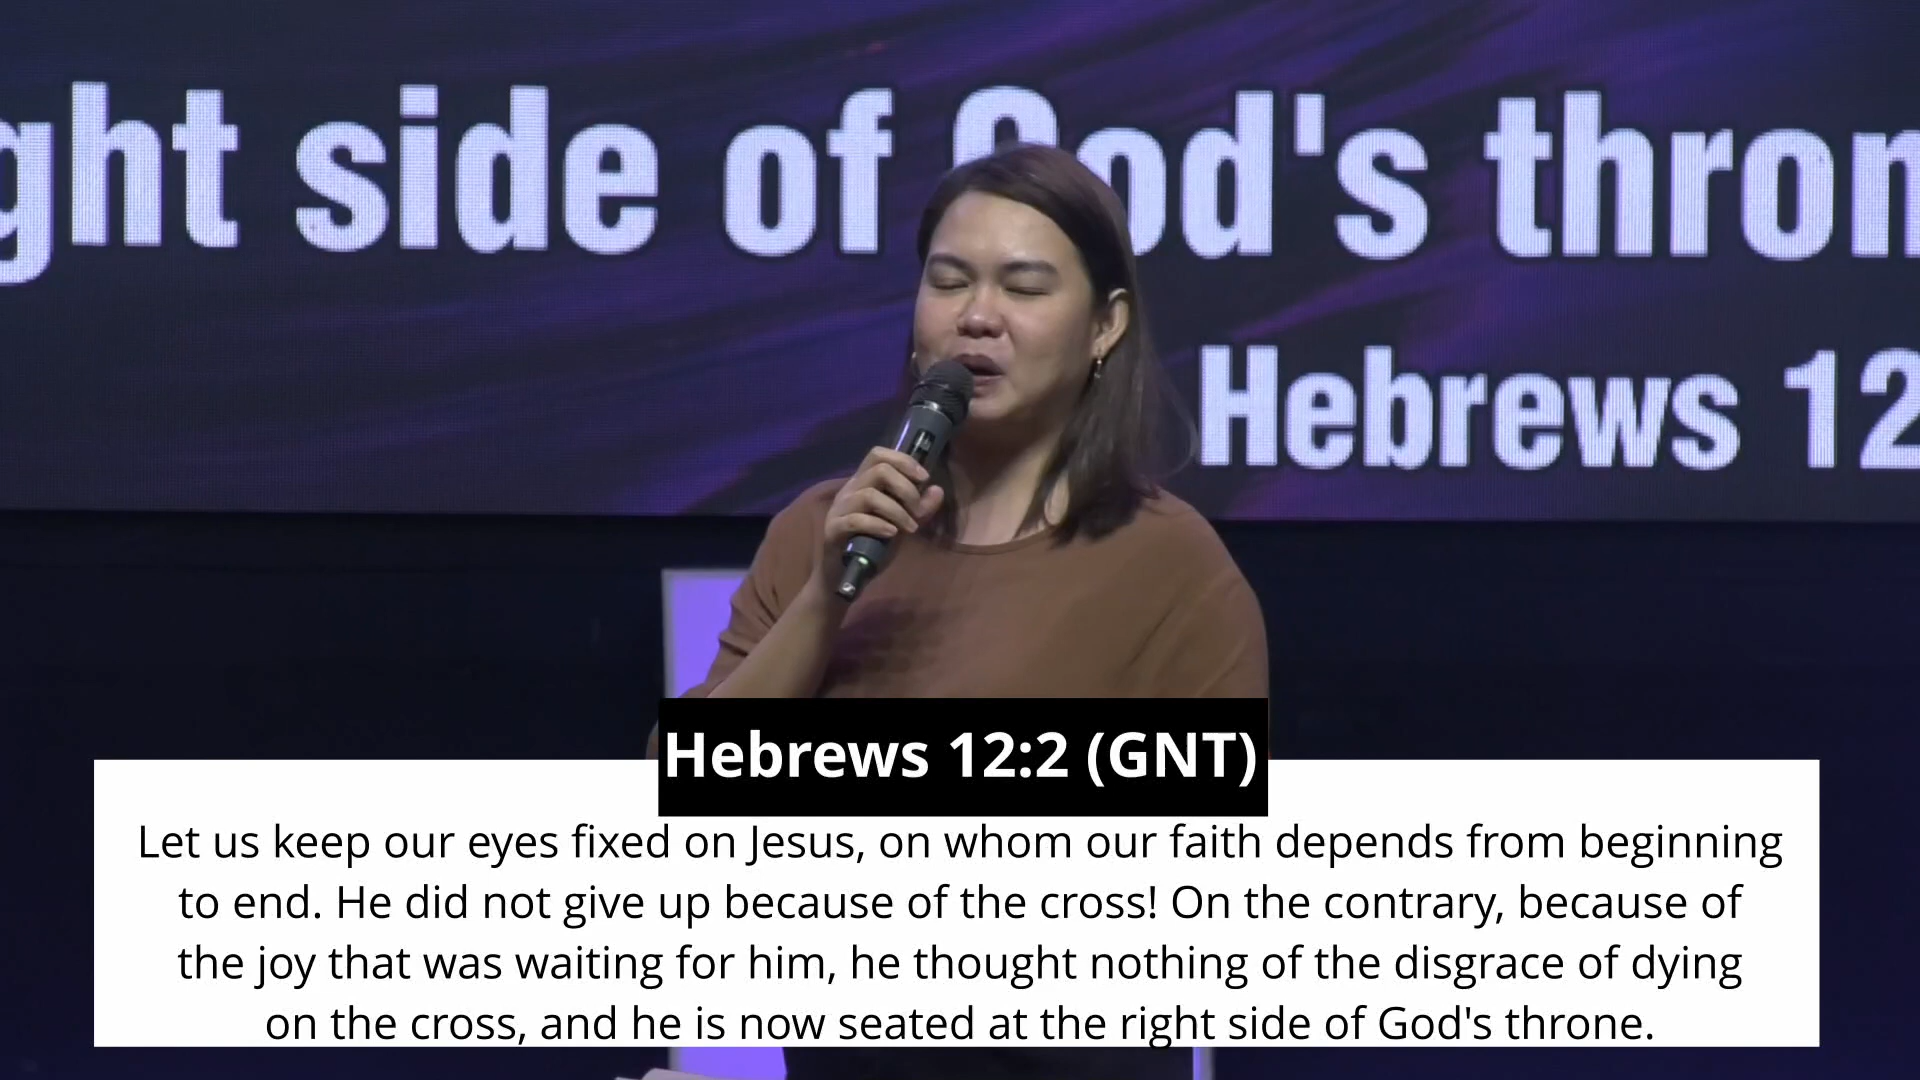 ght side of God's thron
Hebrews 12
Hebrews 12:2 (GNT)
Let us keep our eyes fixed on Jesus, on whom our faith depends from beginning
to end. He did not give up because of the cross! On the contrary, because of
the joy that was waiting for him, he thought nothing of the disgrace of dying
on the cross, and he is now seated at the right side of God's throne.